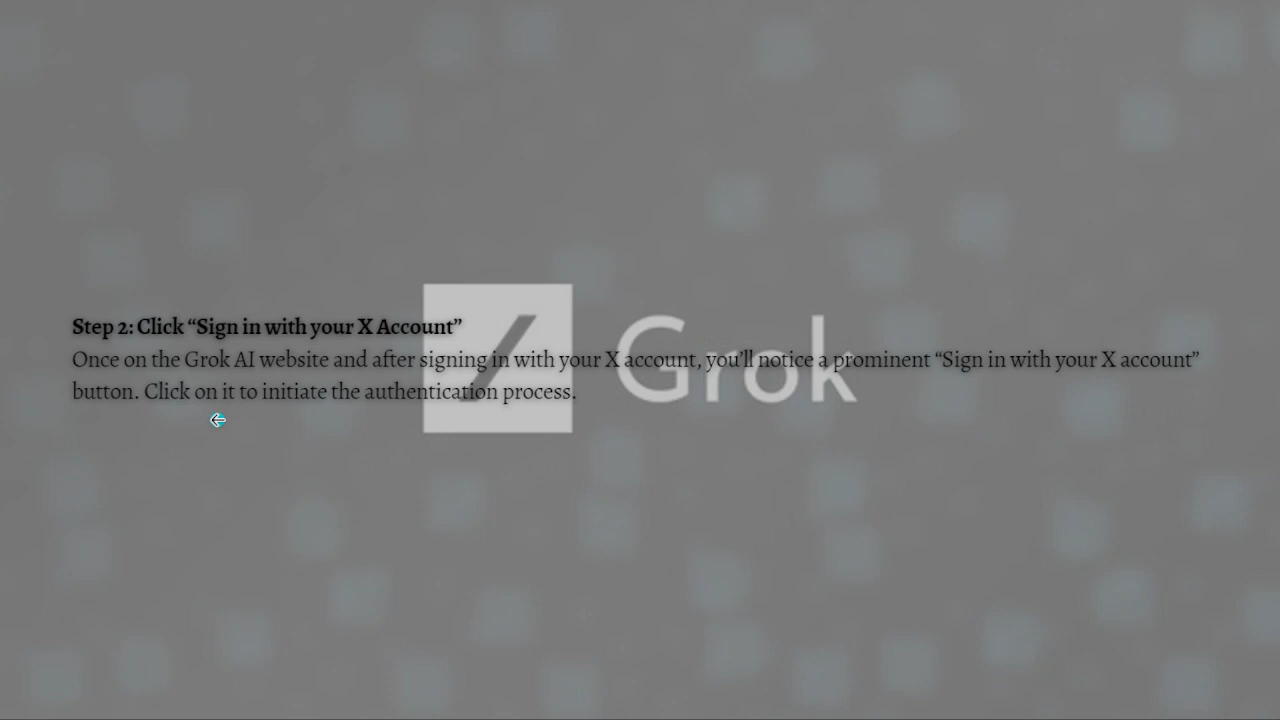 Step 2: Click “Sign in with your X Account”
Once on the Grok AI website and after signing in with your X account, you’ll notice a prominent “Sign in with your X account”
button. Click on it to initiate the authentication process.
Grok